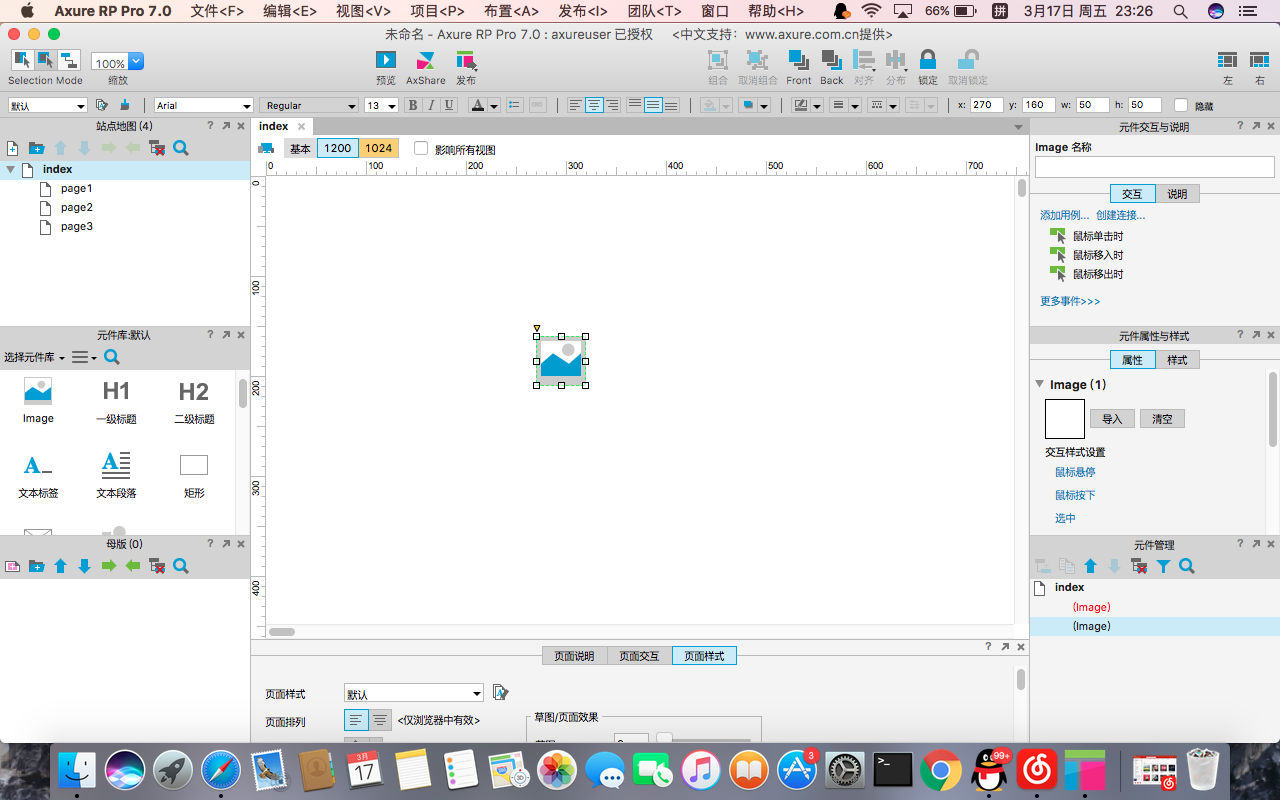 Axure RP Pro 7.0 文件<F> 编辑<E> 视图<V> 项目<P> 布置<A> 发布<I> 团队<T> 窗口 帮助<H> 66% 拼 3月17日 周五 23:26
未命名 - Axure RP Pro 7.0 : axureuser 已授权 <中文支持: www.axure.com.cn提供>
100%
Selection Mode 缩放 预览 AxShare 发布 组合 取消组合 Front Back 对齐 分布 锁定 取消锁定 左 右
默认 Arial Regular 13 B I U A x: 270 y: 160 w: 50 h: 50 隐藏
站点地图 (4)
index
page1
page2
page3
元件库:默认
选择元件库
Image
H1 一级标题
H2 二级标题
A_ 文本标签
A 文本段落
矩形
母版 (0)
index
基本 1200 1024 影响所有视图
0 100 200 300 400 500 600 700
0
100
200
300
400
页面说明 页面交互 页面样式
页面样式 默认
页面排列 <仅浏览器中有效>
草图/页面效果
元件交互与说明
Image 名称
交互 说明
添加用例... 创建连接...
鼠标单击时
鼠标移入时
鼠标移出时
更多事件>>>
元件属性与样式
属性 样式
Image (1)
导入 清空
交互样式设置
鼠标悬停
鼠标按下
选中
元件管理
index
(Image)
(Image)
3月
17
3
99+